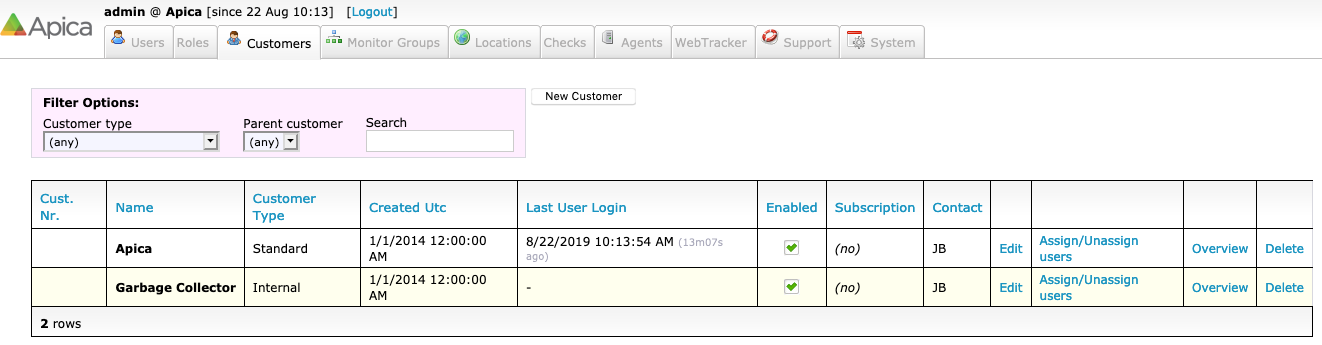 admin @ Apica [since 22 Aug 10:13] [Logout]
Apica
Users Roles Customers Monitor Groups Locations Checks Agents WebTracker Support System
Filter Options:
New Customer
Customer type Parent customer Search
(any) (any)
Cust. Nr. Name Customer Type Created Utc Last User Login Enabled Subscription Contact
Apica Standard 1/1/2014 12:00:00 AM 8/22/2019 10:13:54 AM (13m07s ago) (no) JB Edit Assign/Unassign users Overview Delete
Garbage Collector Internal 1/1/2014 12:00:00 AM - (no) JB Edit Assign/Unassign users Overview Delete
2 rows